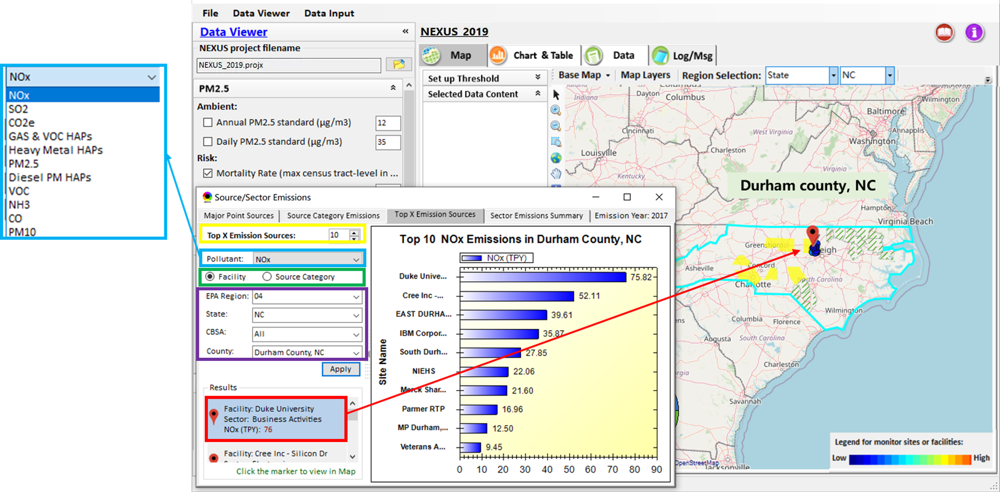 File Data Viewer Data Input
Data Viewer «
NEXUS project filename
NEXUS_2019.projx
PM2.5
Ambient:
Annual PM2.5 standard (µg/m3) 12
Daily PM2.5 standard (µg/m3) 35
Risk:
Mortality Rate (max census tract-level in ...
NOx
NOx
SO2
CO2e
GAS & VOC HAPs
Heavy Metal HAPs
PM2.5
Diesel PM HAPs
VOC
NH3
CO
PM10
NEXUS_2019
Map Chart & Table Data Log/Msg
Set up Threshold
Selected Data Content
Base Map Map Layers Region Selection: State NC
Source/Sector Emissions
Major Point Sources Source Category Emissions Top X Emission Sources Sector Emissions Summary Emission Year: 2017
Top X Emission Sources: 10
Pollutant: NOx
Facility Source Category
EPA Region: 04
State: NC
CBSA: All
County: Durham County, NC
Apply
Results
Facility: Duke University
Sector: Business Activities
NOx (TPY): 76
Facility: Cree Inc - Silicon Dr
Click the marker to view in Map
Top 10 NOx Emissions in Durham County, NC
NOx (TPY)
Site Name
Duke Unive... 75.82
Cree Inc -... 52.11
EAST DURHA... 39.61
IBM Corpor... 35.87
South Durh... 27.85
NIEHS 22.06
Merck Shar... 21.60
Parmer RTP 16.96
MP Durham,... 12.50
Veterans A... 9.45
0 10 20 30 40 50 60 70 80 90
Indiana
Dayton
Columbus
Columbus
Wilmington
Wilmington
Baltimore
Annapolis
Washington
Cincinnati
West Virginia
Louisville
Charleston
Virginia
Kentucky
Durham county, NC
Hampton
Virginia Beach
Greensboro
eigh
Asheville
Concord
North Carolina
Charlotte
Wilmington
Columbia
Florence
Augusta
South Carolina
Charleston
rgia
Savannah
OpenStreetMap
Jacksonville
Legend for monitor sites or facilities:
Low High